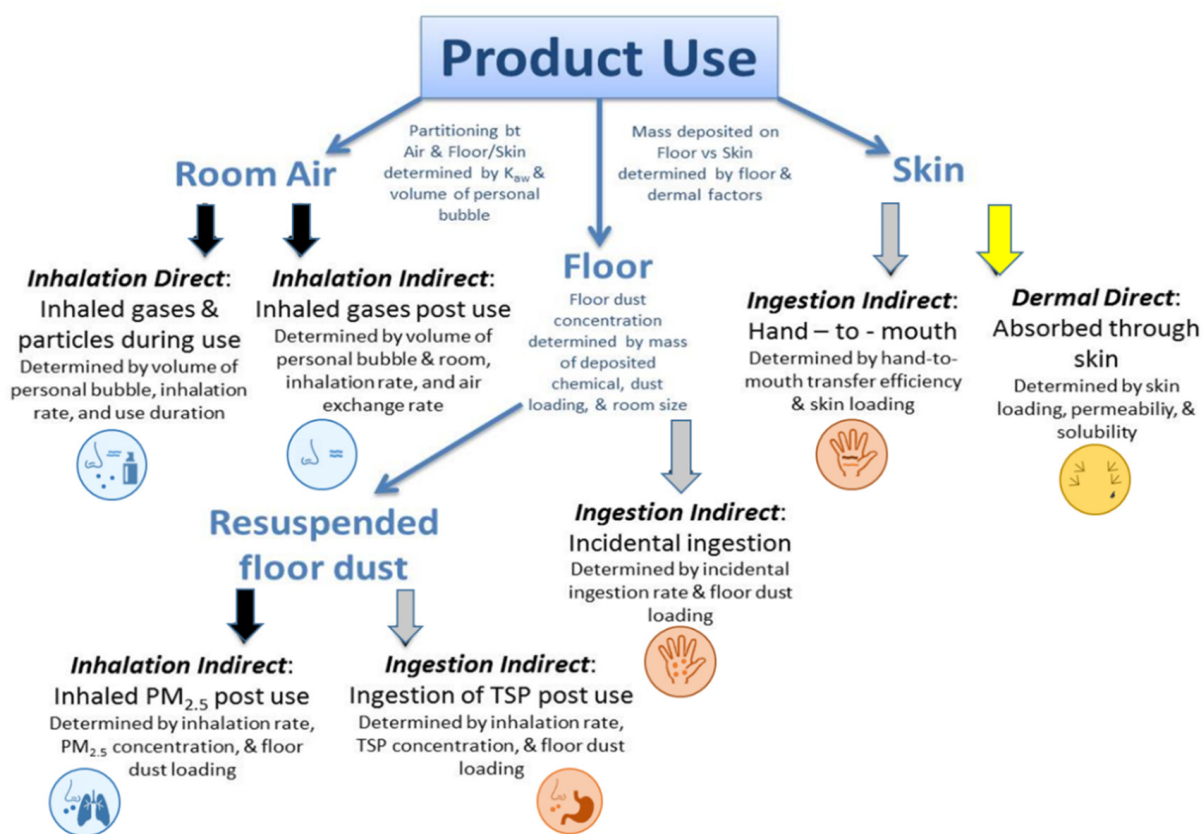 Product Use
Partitioning bt
Air & Floor/Skin
determined by Kaw &
volume of personal
bubble
Mass deposited on
Floor vs Skin
determined by floor &
dermal factors
Room Air
Skin
Inhalation Direct:
Inhaled gases &
particles during use
Determined by volume of
personal bubble, inhalation
rate, and use duration
Inhalation Indirect:
Inhaled gases post use
Determined by volume of
personal bubble & room,
inhalation rate, and air
exchange rate
Floor
Floor dust
concentration
determined by mass
of deposited
chemical, dust
loading, & room size
Ingestion Indirect:
Hand – to - mouth
Determined by hand-to-
mouth transfer efficiency
& skin loading
Dermal Direct:
Absorbed through
skin
Determined by skin
loading, permeabiliy, &
solubility
Resuspended
floor dust
Ingestion Indirect:
Incidental ingestion
Determined by incidental
ingestion rate & floor dust
loading
Inhalation Indirect:
Inhaled PM2.5 post use
Determined by inhalation rate,
PM2.5 concentration, & floor
dust loading
Ingestion Indirect:
Ingestion of TSP post use
Determined by inhalation rate,
TSP concentration, & floor dust
loading